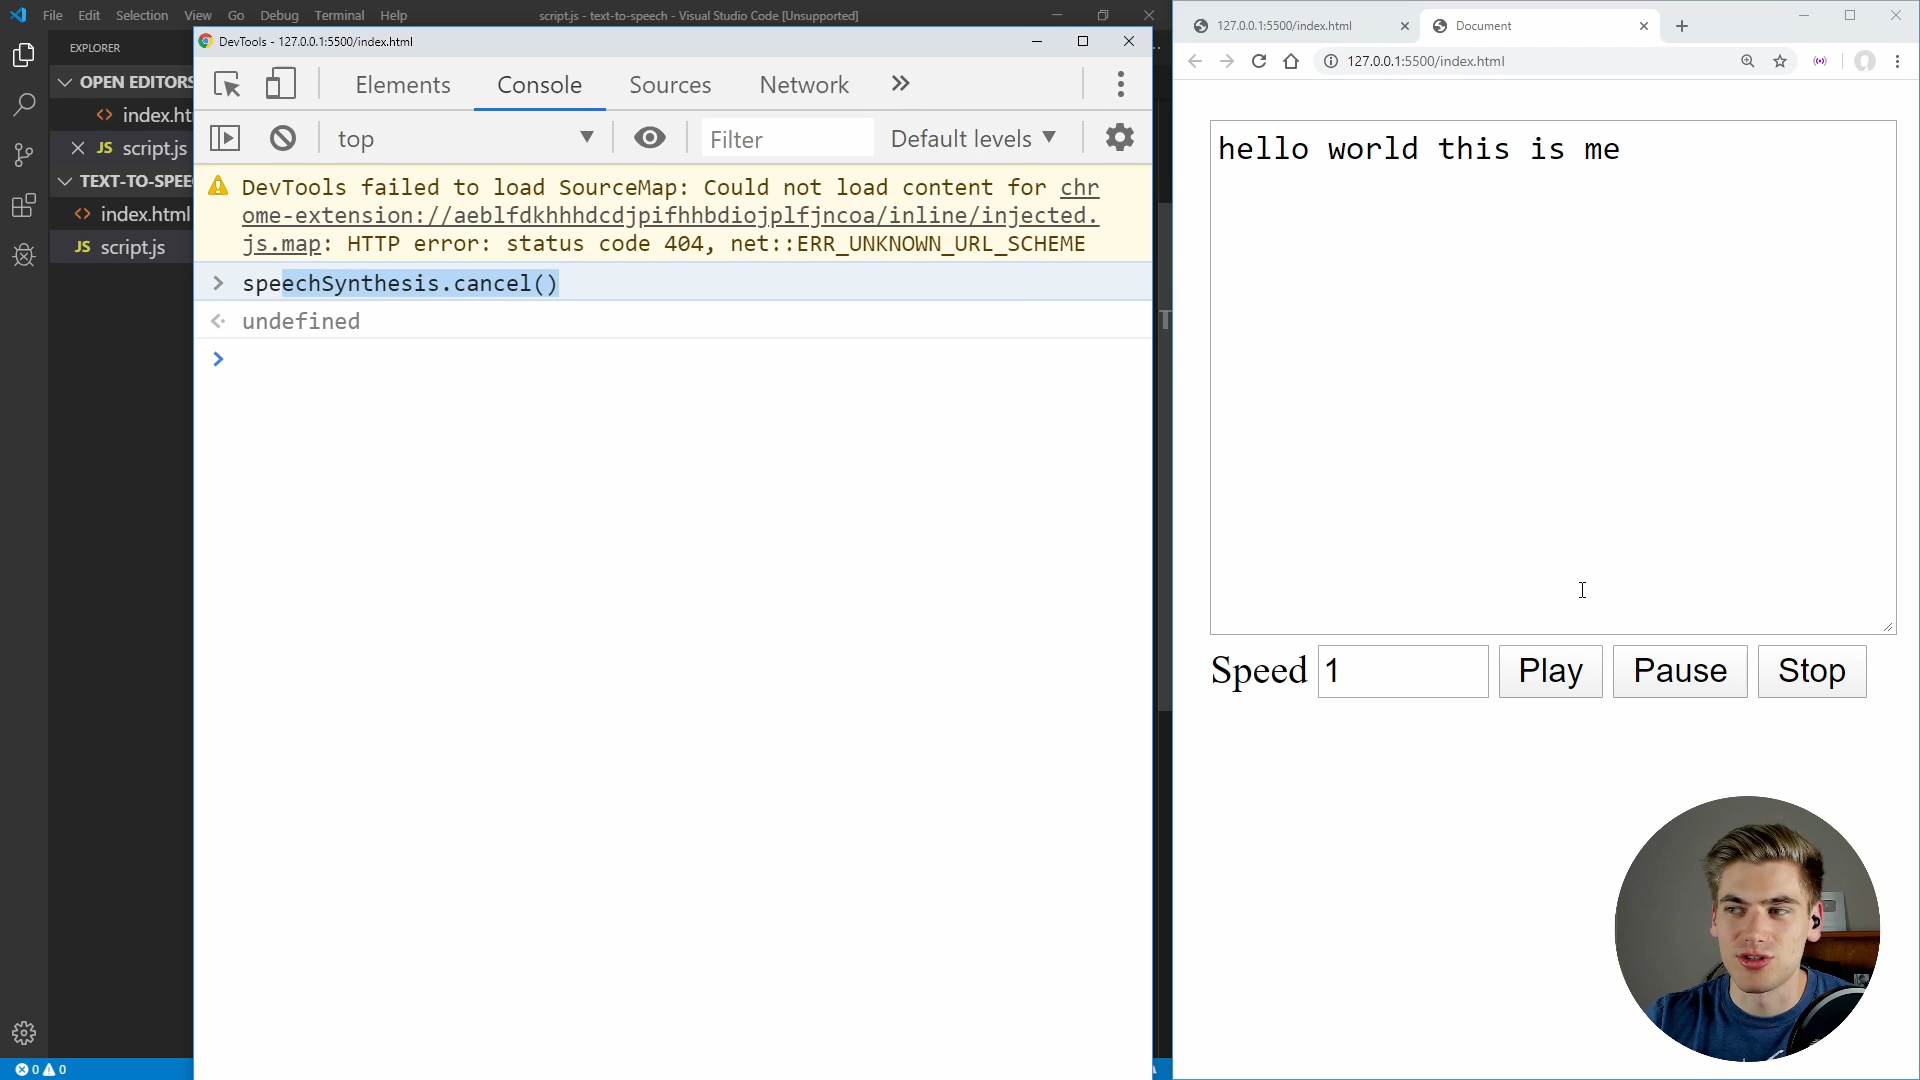 File Edit Selection View Go Debug Terminal Help
script.js - text-to-speech - Visual Studio Code [Unsupported]
EXPLORER
OPEN EDITORS
index.ht
JS script.js
TEXT-TO-SPEE
index.html
JS script.js
0 0
DevTools - 127.0.0.1:5500/index.html
Elements Console Sources Network
top Filter Default levels
DevTools failed to load SourceMap: Could not load content for chr
ome-extension://aeblfdkhhhdcdjpifhhbdiojplfjncoa/inline/injected.
js.map: HTTP error: status code 404, net::ERR_UNKNOWN_URL_SCHEME
speechSynthesis.cancel()
undefined
127.0.0.1:5500/index.html
Document
127.0.0.1:5500/index.html
hello world this is me
Speed 1 Play Pause Stop